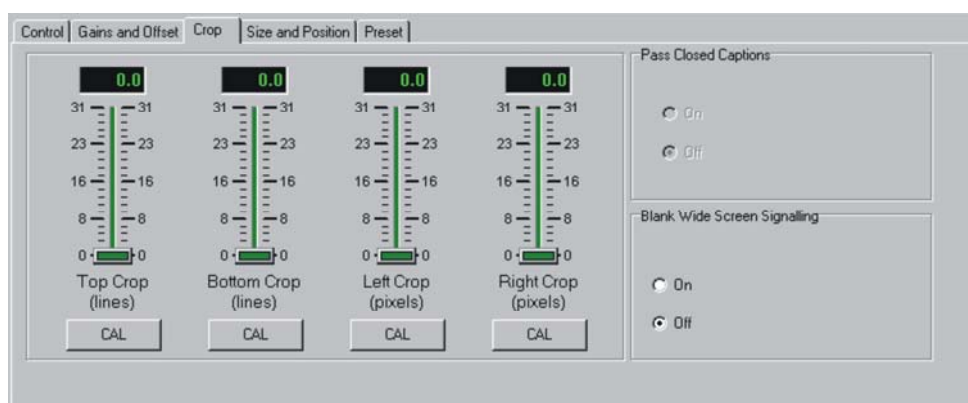 Control Gains and Offset Crop Size and Position Preset
0.0 0.0 0.0 0.0
31 31 31 31 31 31 31 31
23 23 23 23 23 23 23 23
16 16 16 16 16 16 16 16
8 8 8 8 8 8 8 8
0 0 0 0 0 0 0 0
Top Crop Bottom Crop Left Crop Right Crop
(lines) (lines) (pixels) (pixels)
CAL CAL CAL CAL
Pass Closed Captions
On
Off
Blank Wide Screen Signalling
On
Off